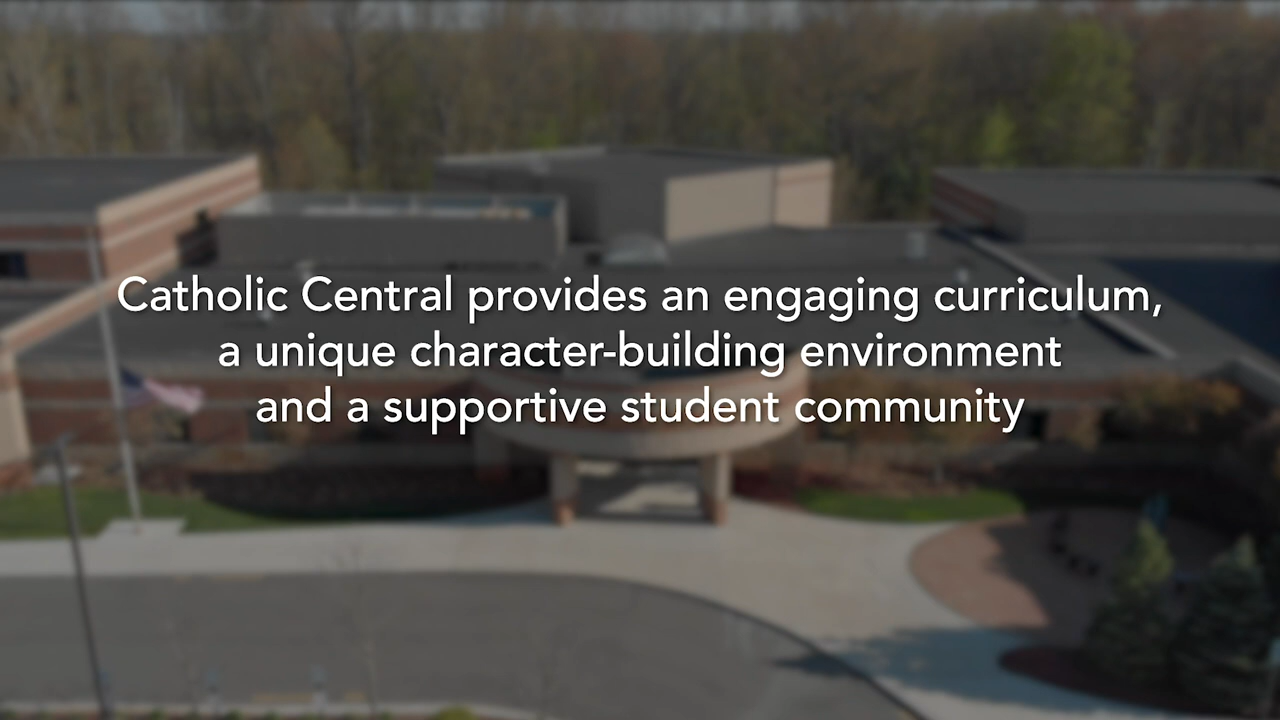 Catholic Central provides an engaging curriculum,
a unique character-building environment
and a supportive student community